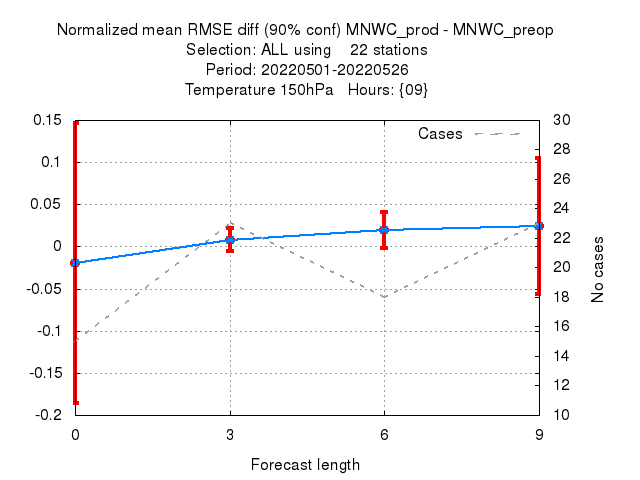 Normalized mean RMSE diff (90% conf) MNWC_prod - MNWC_preop
Selection: ALL using    22 stations
Period: 20220501-20220526
Temperature 150hPa   Hours: {09}
Cases
0.15
0.1
0.05
0
-0.05
-0.1
-0.15
-0.2
30
28
26
24
22
20
18
16
14
12
10
No cases
0 3 6 9
Forecast length